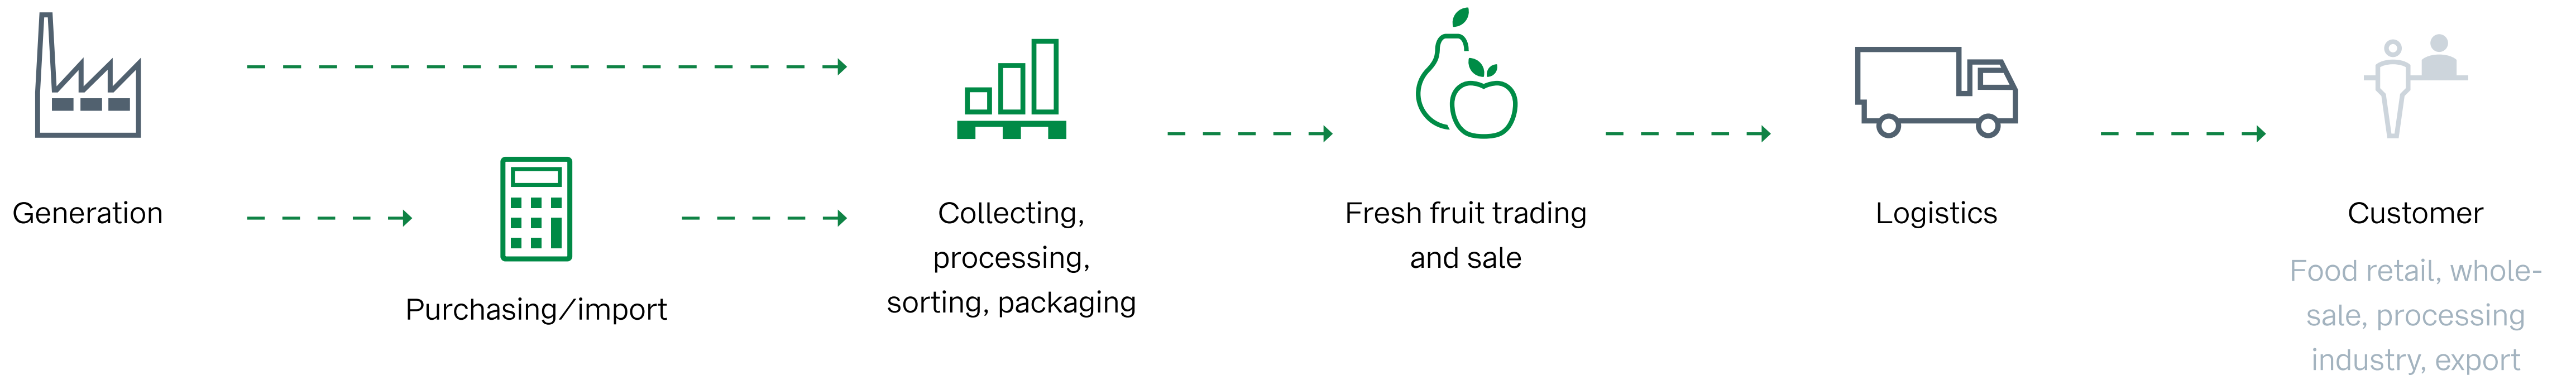 Generation
Purchasing/import
Collecting,
processing,
sorting, packaging
Fresh fruit trading
and sale
Logistics
Customer
Food retail, whole-
sale, processing
industry, export